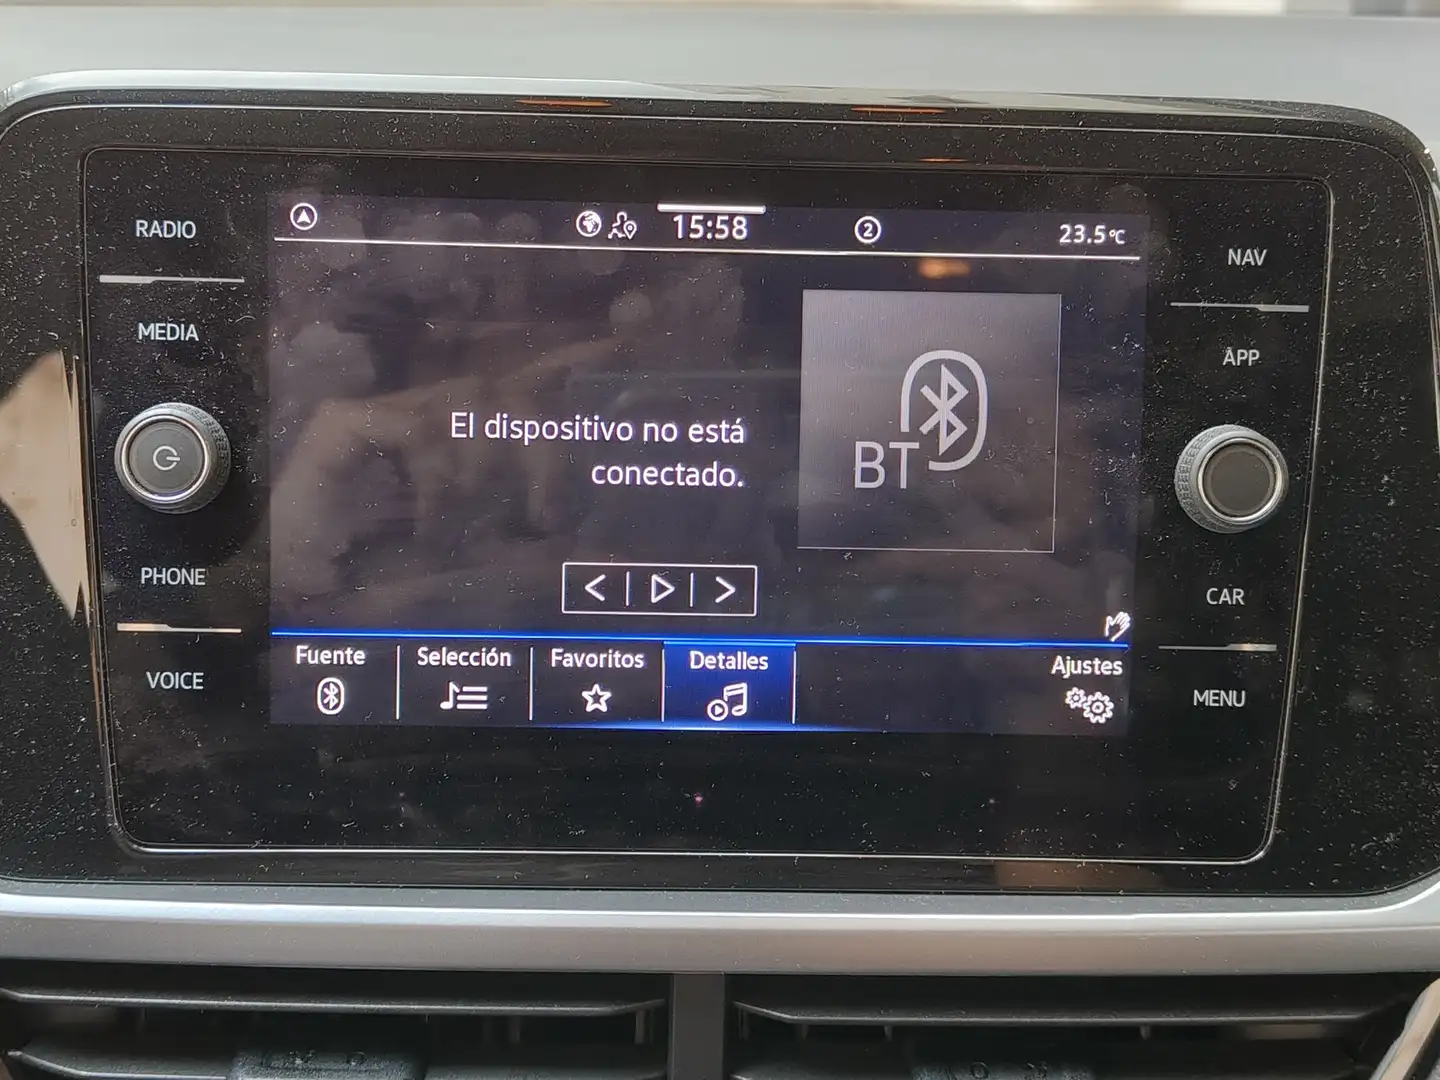 RADIO
MEDIA
PHONE
VOICE
15:58
2
23.5°C
El dispositivo no está
conectado.
BT
Fuente
Selección
Favoritos
Detalles
Ajustes
NAV
APP
CAR
MENU